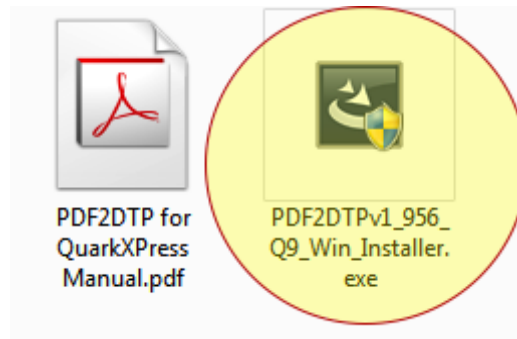 PDF2DTP for
QuarkXPress
Manual.pdf
PDF2DTPv1_956_
Q9_Win_Installer.
exe